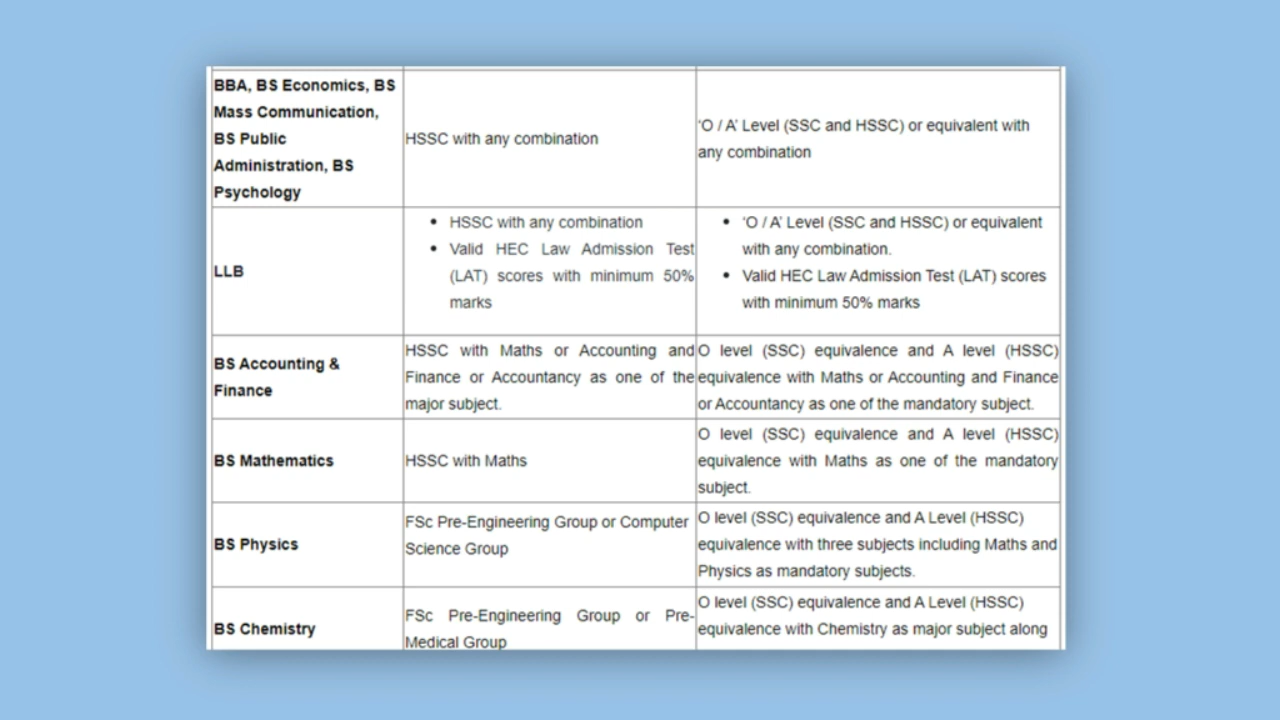 BBA, BS Economics, BS
Mass Communication,
BS Public
Administration, BS
Psychology
HSSC with any combination
‘O / A’ Level (SSC and HSSC) or equivalent with
any combination
LLB
• HSSC with any combination
• Valid HEC Law Admission Test
(LAT) scores with minimum 50%
marks
• ‘O / A’ Level (SSC and HSSC) or equivalent
with any combination.
• Valid HEC Law Admission Test (LAT) scores
with minimum 50% marks
BS Accounting &
Finance
HSSC with Maths or Accounting and
Finance or Accountancy as one of the
major subject.
O level (SSC) equivalence and A level (HSSC)
equivalence with Maths or Accounting and Finance
or Accountancy as one of the mandatory subject.
BS Mathematics
HSSC with Maths
O level (SSC) equivalence and A level (HSSC)
equivalence with Maths as one of the mandatory
subject.
BS Physics
FSc Pre-Engineering Group or Computer
Science Group
O level (SSC) equivalence and A Level (HSSC)
equivalence with three subjects including Maths and
Physics as mandatory subjects.
BS Chemistry
FSc Pre-Engineering Group or Pre-
Medical Group
O level (SSC) equivalence and A Level (HSSC)
equivalence with Chemistry as major subject along